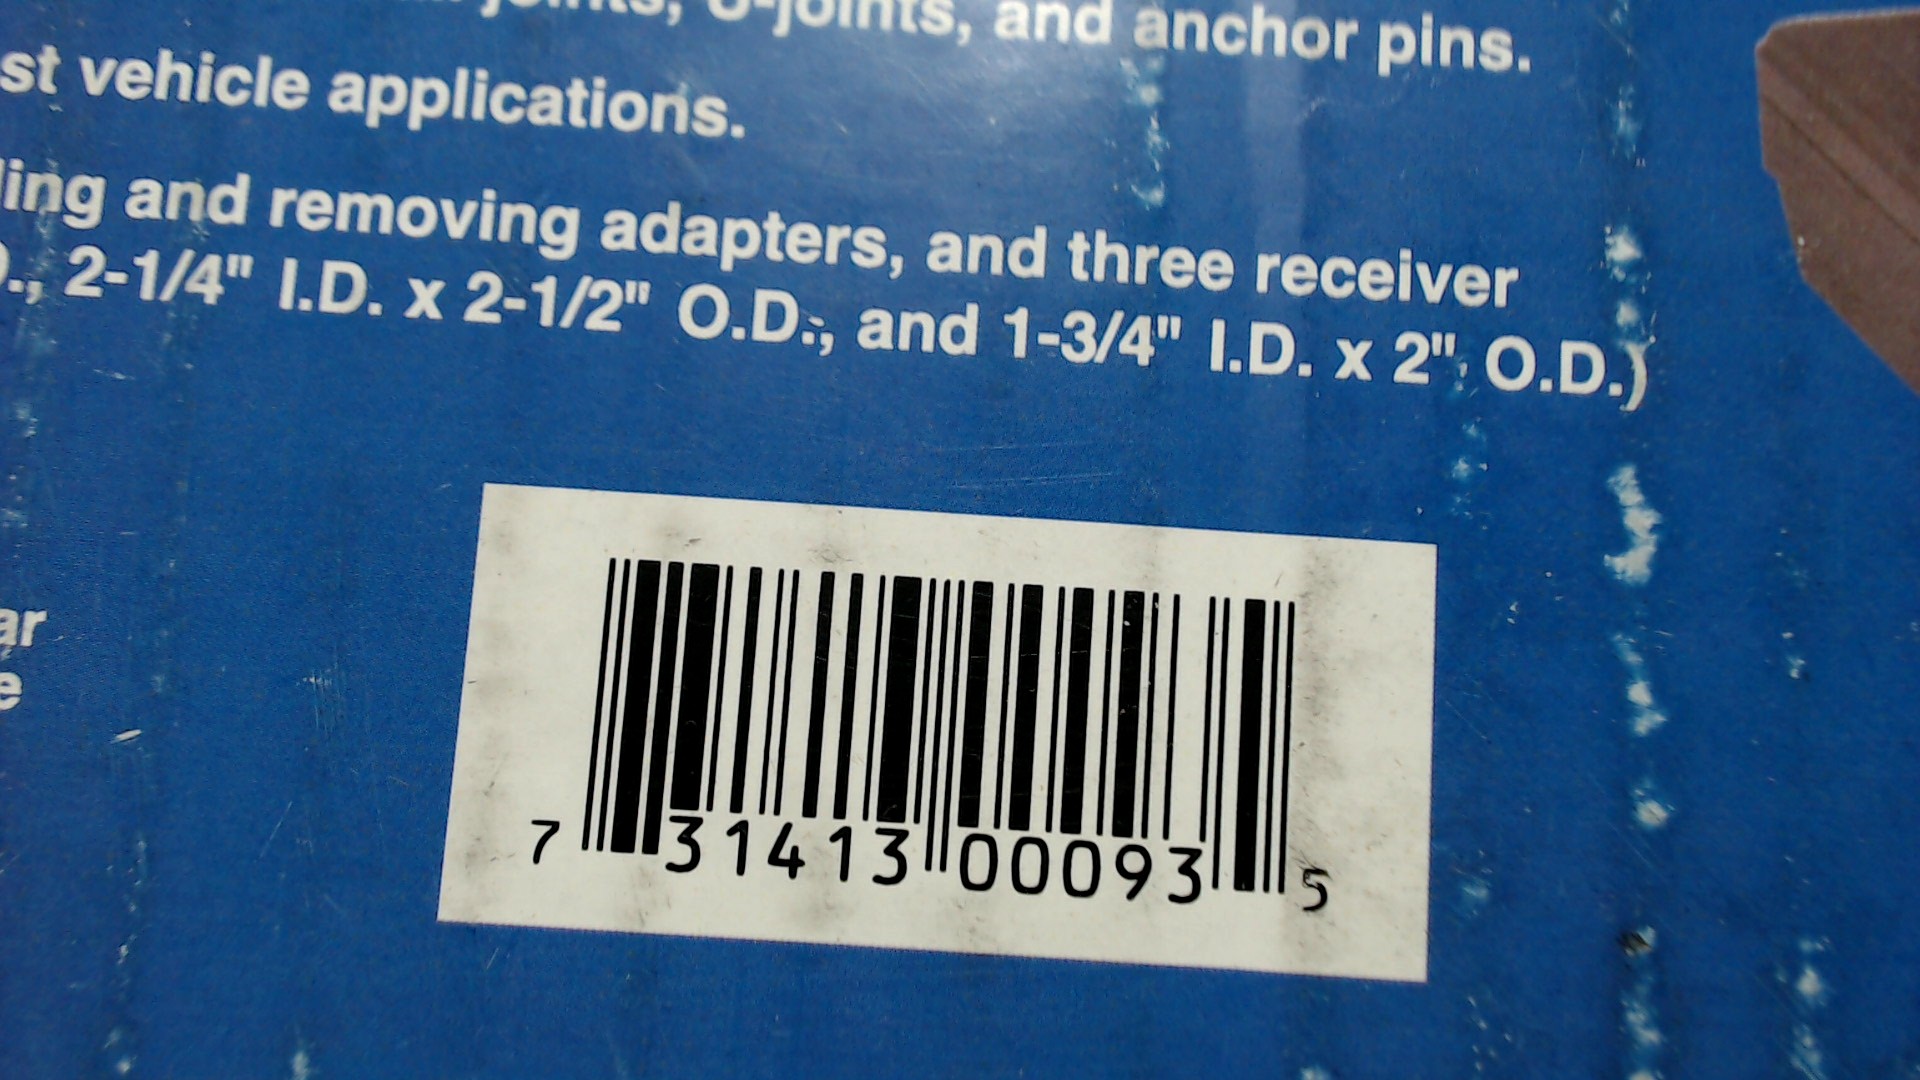 joints, U-joints, and anchor pins.
st vehicle applications.
ling and removing adapters, and three receiver
D., 2-1/4" I.D. x 2-1/2" O.D., and 1-3/4" I.D. x 2" O.D.)
ar
e
7 31413 00093 5